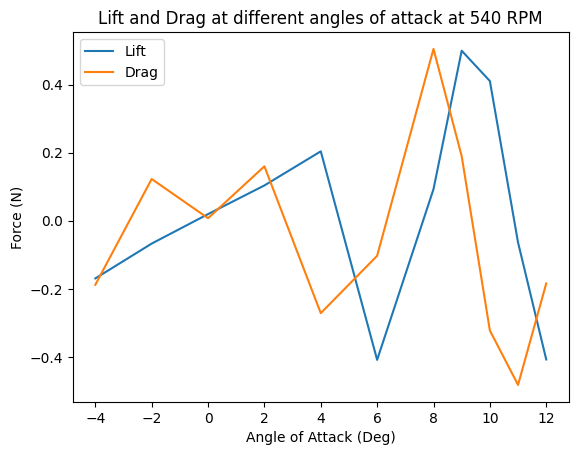 Lift and Drag at different angles of attack at 540 RPM
Lift
Drag
Force (N)
0.4
0.2
0.0
−0.2
−0.4
−4
−2
0
2
4
6
8
10
12
Angle of Attack (Deg)